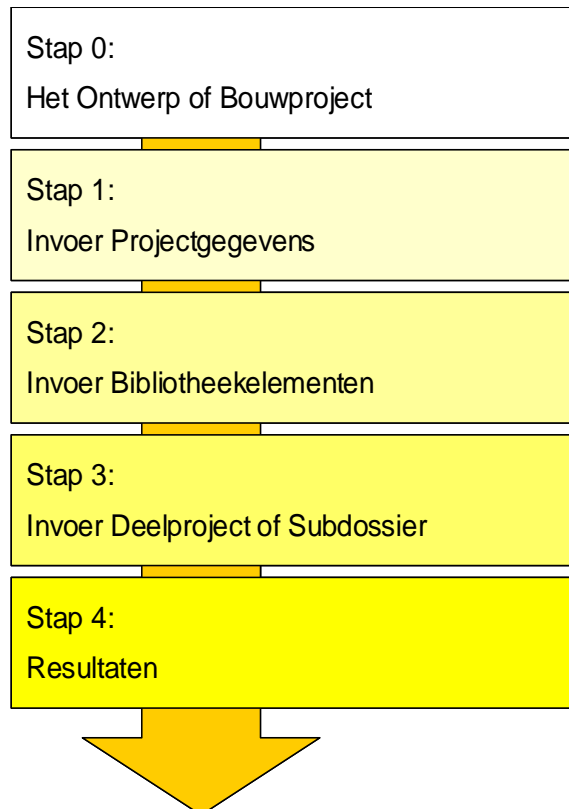 Stap 0:
Het Ontwerp of Bouwproject
Stap 1:
Invoer Projectgegevens
Stap 2:
Invoer Bibliotheekelementen
Stap 3:
Invoer Deelproject of Subdossier
Stap 4:
Resultaten